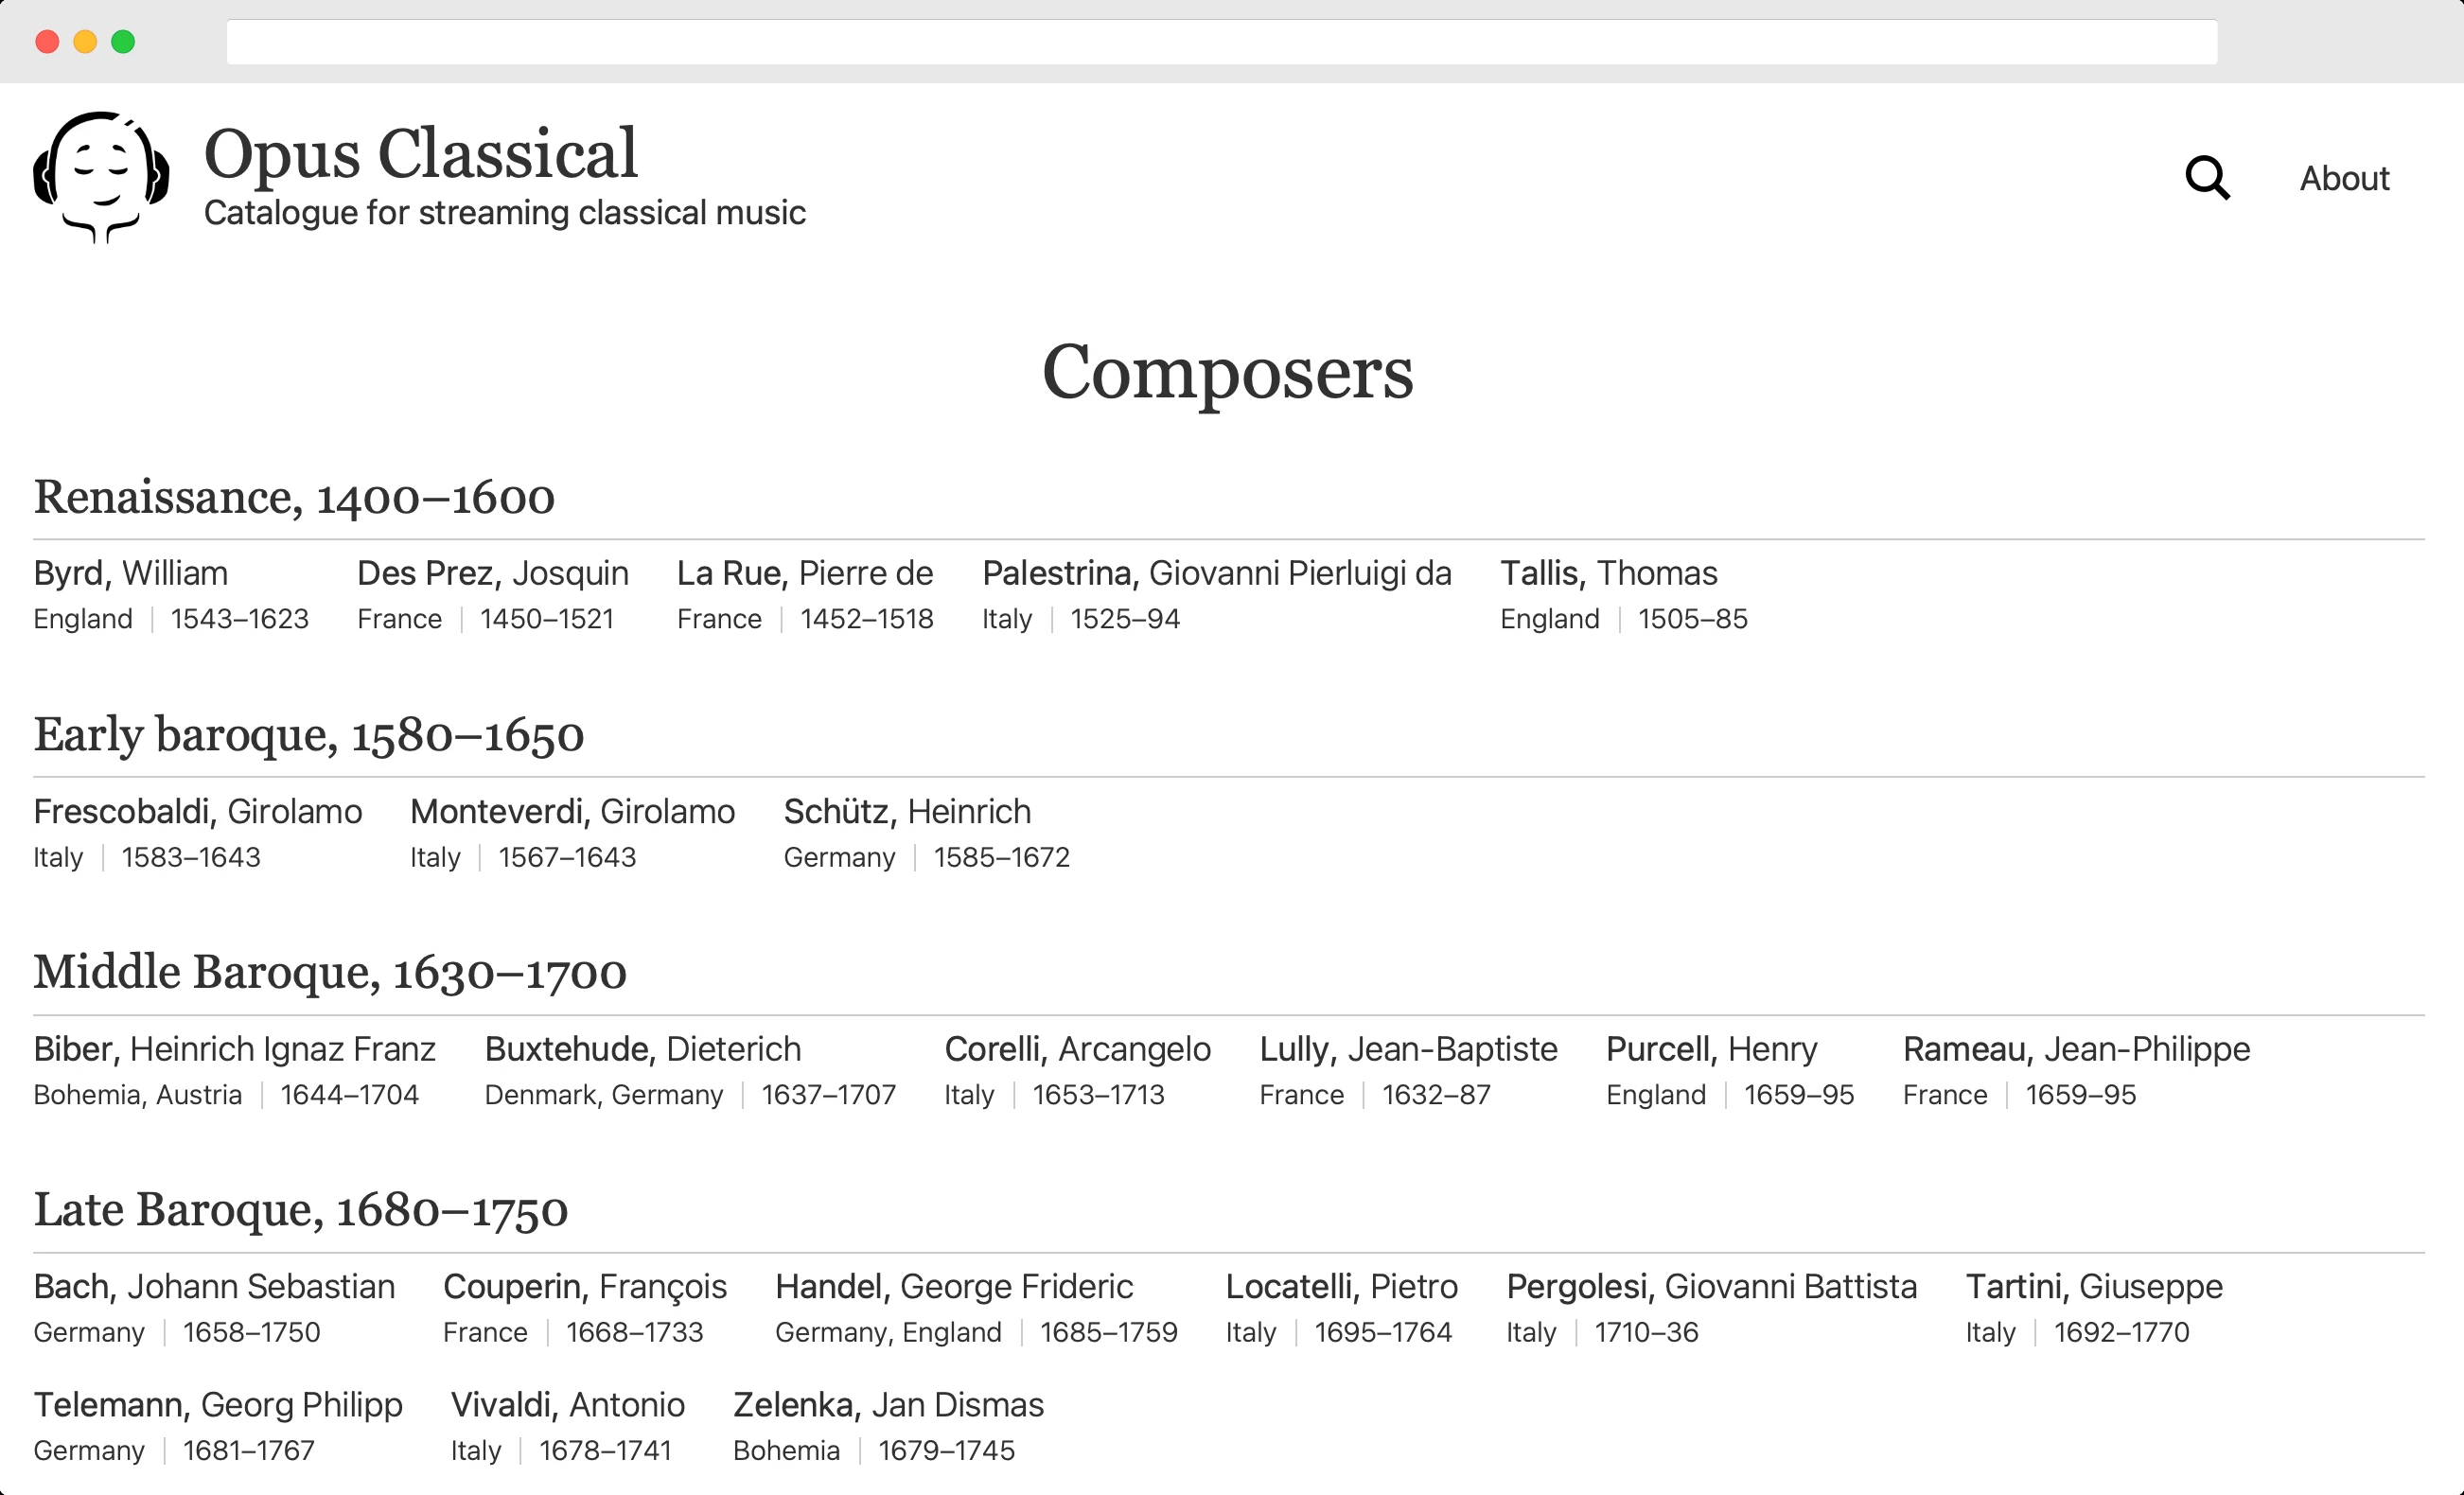 Opus Classical
Catalogue for streaming classical music
About
Composers
Renaissance, 1400–1600
Byrd, William Des Prez, Josquin La Rue, Pierre de Palestrina, Giovanni Pierluigi da Tallis, Thomas
England | 1543–1623 France | 1450–1521 France | 1452–1518 Italy | 1525–94 England | 1505–85
Early baroque, 1580–1650
Frescobaldi, Girolamo Monteverdi, Girolamo Schütz, Heinrich
Italy | 1583–1643 Italy | 1567–1643 Germany | 1585–1672
Middle Baroque, 1630–1700
Biber, Heinrich Ignaz Franz Buxtehude, Dieterich Corelli, Arcangelo Lully, Jean-Baptiste Purcell, Henry Rameau, Jean-Philippe
Bohemia, Austria | 1644–1704 Denmark, Germany | 1637–1707 Italy | 1653–1713 France | 1632–87 England | 1659–95 France | 1659–95
Late Baroque, 1680–1750
Bach, Johann Sebastian Couperin, François Handel, George Frideric Locatelli, Pietro Pergolesi, Giovanni Battista Tartini, Giuseppe
Germany | 1658–1750 France | 1668–1733 Germany, England | 1685–1759 Italy | 1695–1764 Italy | 1710–36 Italy | 1692–1770
Telemann, Georg Philipp Vivaldi, Antonio Zelenka, Jan Dismas
Germany | 1681–1767 Italy | 1678–1741 Bohemia | 1679–1745